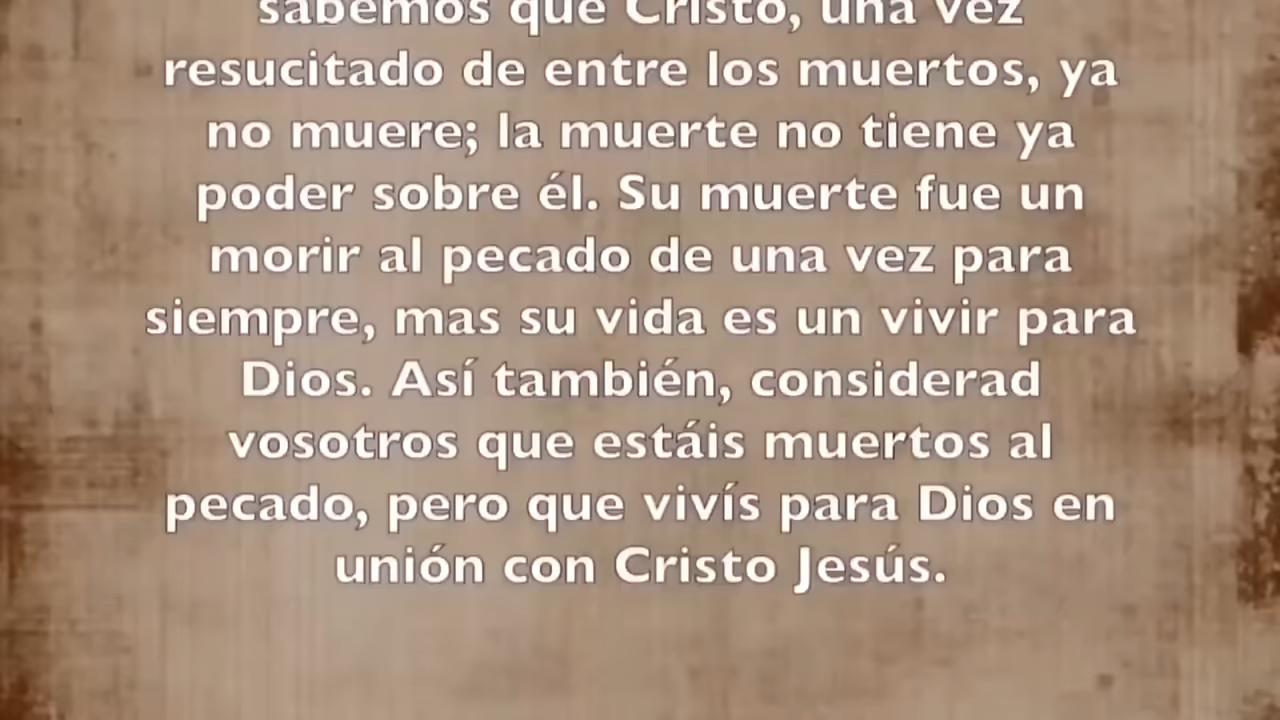 sabemos que Cristo, una vez
resucitado de entre los muertos, ya
no muere; la muerte no tiene ya
poder sobre él. Su muerte fue un
morir al pecado de una vez para
siempre, mas su vida es un vivir para
Dios. Así también, considerad
vosotros que estáis muertos al
pecado, pero que vivís para Dios en
unión con Cristo Jesús.